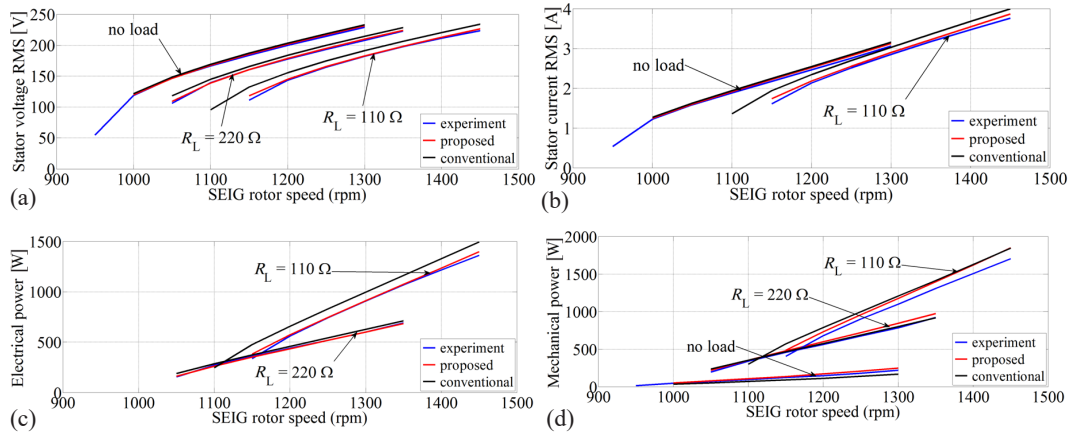 Stator voltage RMS [V]
250
200
150
100
50
0
no load
R_L = 220 Ω
R_L = 110 Ω
experiment
proposed
conventional
900 1000 1100 1200 1300 1400 1500
SEIG rotor speed (rpm)
(a)
Stator current RMS [A]
4
3
2
1
0
no load
R_L = 110 Ω
experiment
proposed
conventional
900 1000 1100 1200 1300 1400 1500
SEIG rotor speed (rpm)
(b)
Electrical power [W]
1500
1000
500
0
R_L = 110 Ω
R_L = 220 Ω
experiment
proposed
conventional
900 1000 1100 1200 1300 1400 1500
SEIG rotor speed (rpm)
(c)
Mechanical power [W]
2000
1500
1000
500
0
R_L = 110 Ω
R_L = 220 Ω
no load
experiment
proposed
conventional
900 1000 1100 1200 1300 1400 1500
SEIG rotor speed (rpm)
(d)